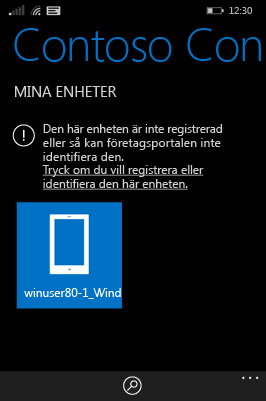 12:30
Contoso Con
MINA ENHETER
Den här enheten är inte registrerad
eller så kan företagsportalen inte
identifiera den.
Tryck om du vill registrera eller
identifiera den här enheten.
winuser80-1_Wind